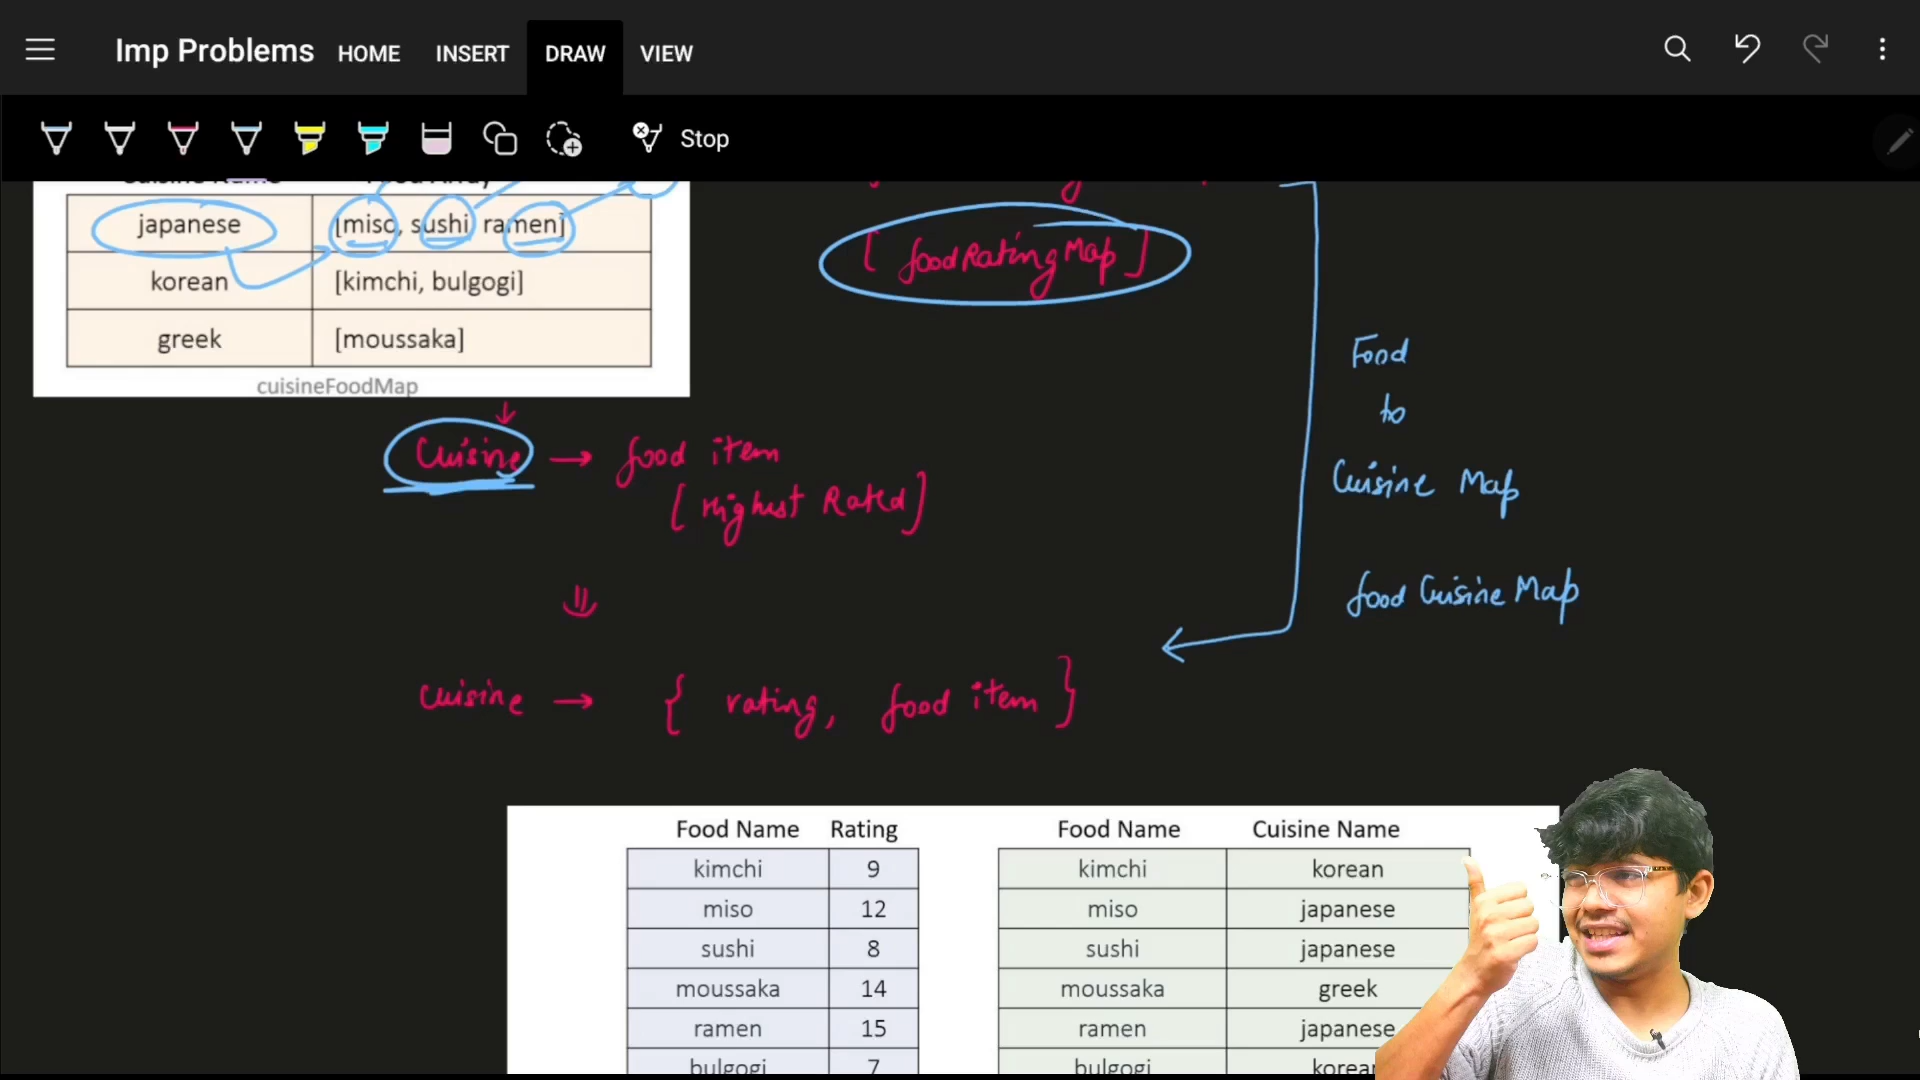 Imp Problems HOME INSERT DRAW VIEW
Stop
japanese [miso, sushi ramen]
korean [kimchi, bulgogi]
greek [moussaka]
cuisineFoodMap
[ foodRatingMap ]
Food
to
Cuisine Map
food Cuisine Map
Cuisine → food item
[ Highest Rated ]
cuisine → { rating, food item }
Food Name Rating
kimchi 9
miso 12
sushi 8
moussaka 14
ramen 15
bulgogi 7
Food Name Cuisine Name
kimchi korean
miso japanese
sushi japanese
moussaka greek
ramen japanese
bulgogi